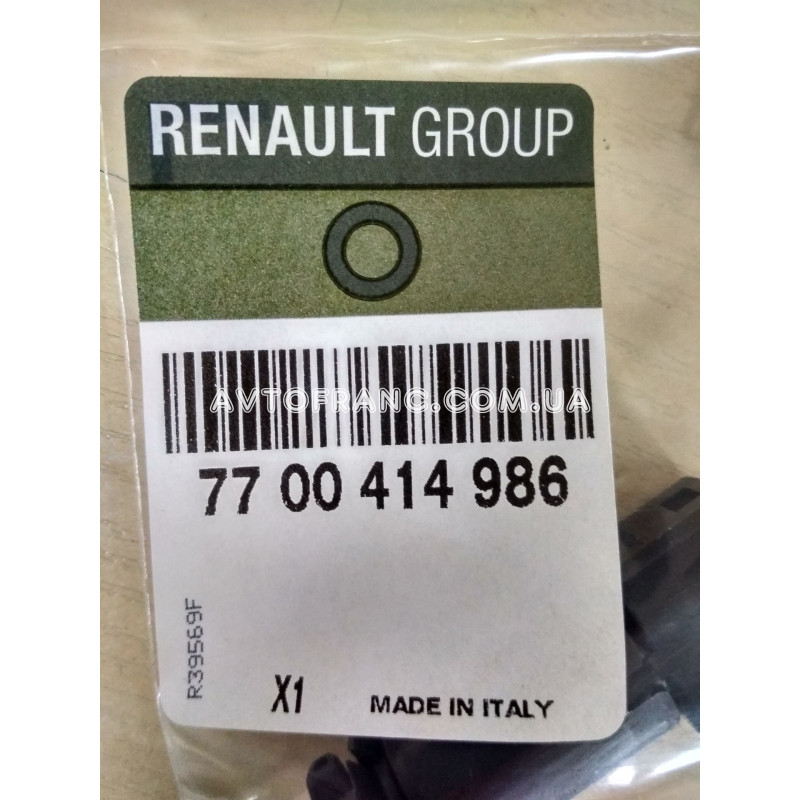 RENAULT GROUP
AVTOFRANC.COM.UA
77 00 414 986
R39569F
X1 MADE IN ITALY